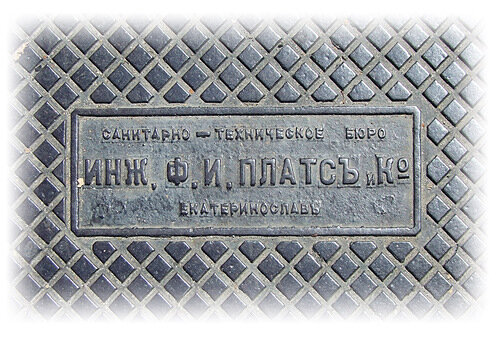 САНИТАРНО — ТЕХНИЧЕСКОЕ БЮРО
ИНЖ. Ф. И. ПЛАТСЪ и Ко
ЕКАТЕРИНОСЛАВЪ